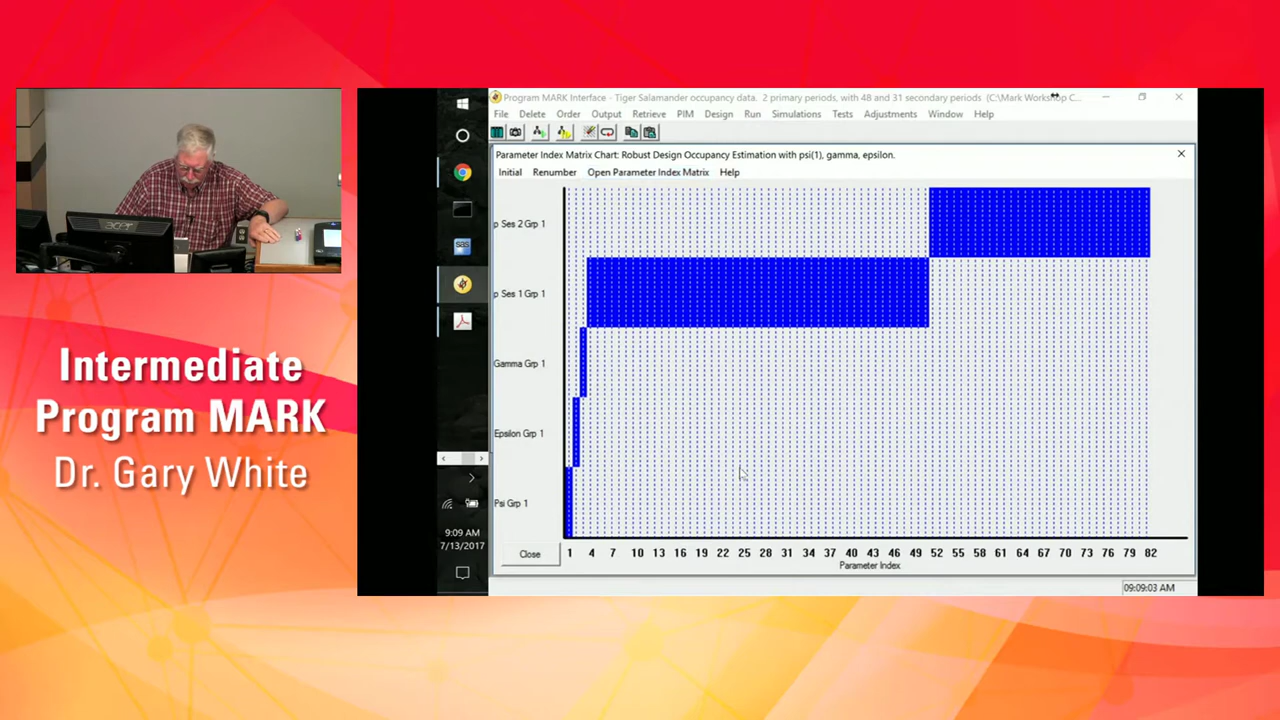 Program MARK Interface - Tiger Salamander occupancy data. 2 primary periods, with 48 and 31 secondary periods (C:\Mark Workshop C...
File Delete Order Output Retrieve PIM Design Run Simulations Tests Adjustments Window Help
Parameter Index Matrix Chart: Robust Design Occupancy Estimation with psi(1), gamma, epsilon.
Initial Renumber Open Parameter Index Matrix Help
p Ses 2 Grp 1
p Ses 1 Grp 1
Gamma Grp 1
Epsilon Grp 1
Psi Grp 1
1 4 7 10 13 16 19 22 25 28 31 34 37 40 43 46 49 52 55 58 61 64 67 70 73 76 79 82
Parameter Index
Close
09:09:03 AM
sas
9:09 AM
7/13/2017
acer
Intermediate
Program MARK
Dr. Gary White